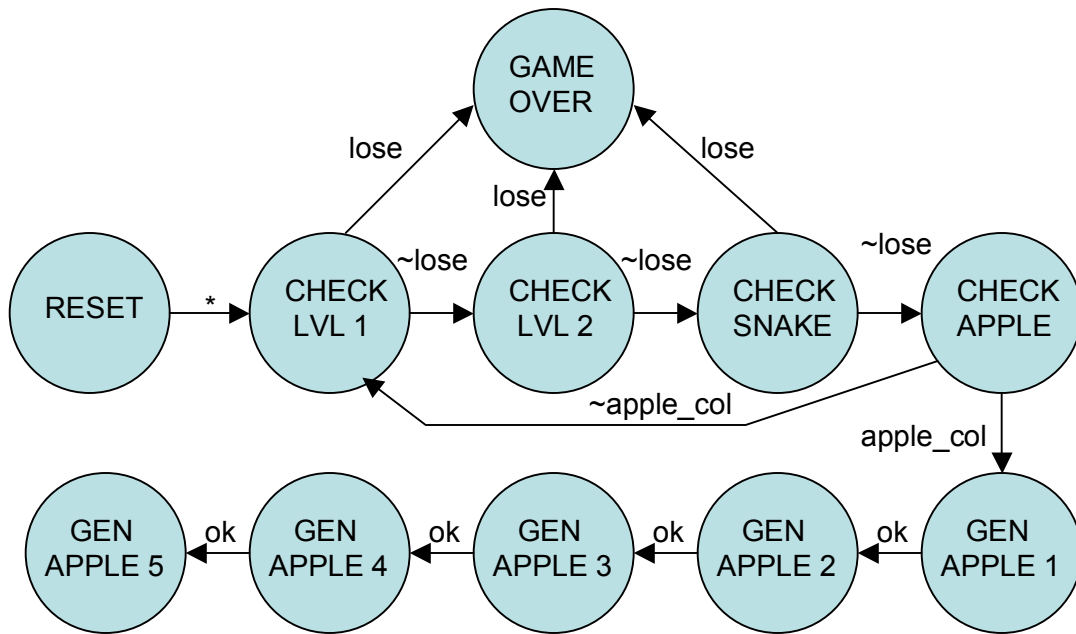 GAME
OVER
lose
lose
lose
~lose
~lose
~lose
RESET
*
CHECK
LVL 1
CHECK
LVL 2
CHECK
SNAKE
CHECK
APPLE
~apple_col
apple_col
GEN
APPLE 5
ok
GEN
APPLE 4
ok
GEN
APPLE 3
ok
GEN
APPLE 2
ok
GEN
APPLE 1